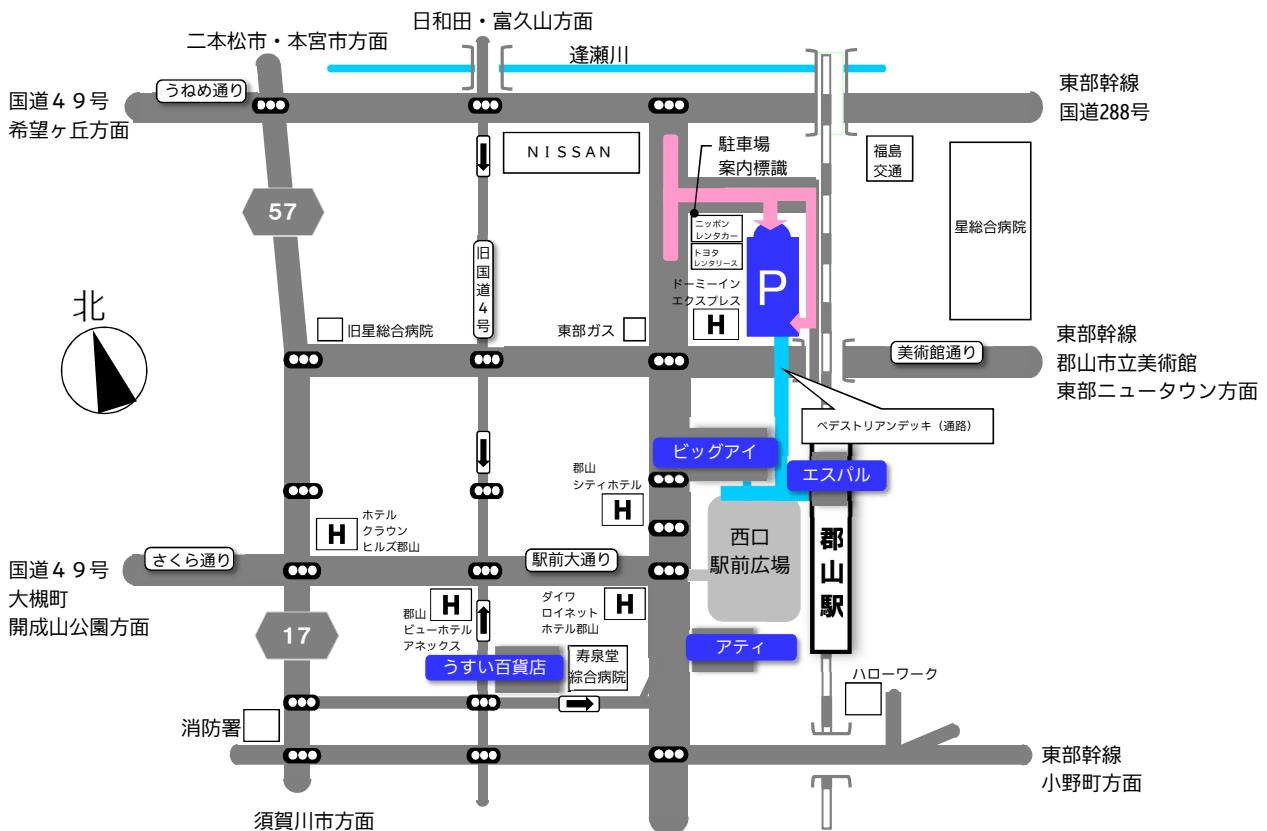 日和田・富久山方面
二本松市・本宮市方面
逢瀬川
うねめ通り
国道４９号
希望ヶ丘方面
東部幹線
国道288号
NISSAN
駐車場
案内標識
福島
交通
星総合病院
57
ニッポン
レンタカー
トヨタ
レンタリース
旧国道4号
ドーミーイン
エクスプレス
P
H
北
旧星総合病院
東部ガス
美術館通り
東部幹線
郡山市立美術館
東部ニュータウン方面
ペデストリアンデッキ（通路）
ビッグアイ
エスパル
郡山
シティホテル
H
ホテル
クラウン
ヒルズ郡山
H
西口
駅前広場
郡山駅
さくら通り
駅前大通り
国道４９号
大槻町
開成山公園方面
17
郡山
ビューホテル
アネックス
H
ダイワ
ロイネット
ホテル郡山
H
アティ
うすい百貨店
寿泉堂
綜合病院
ハローワーク
消防署
東部幹線
小野町方面
須賀川市方面